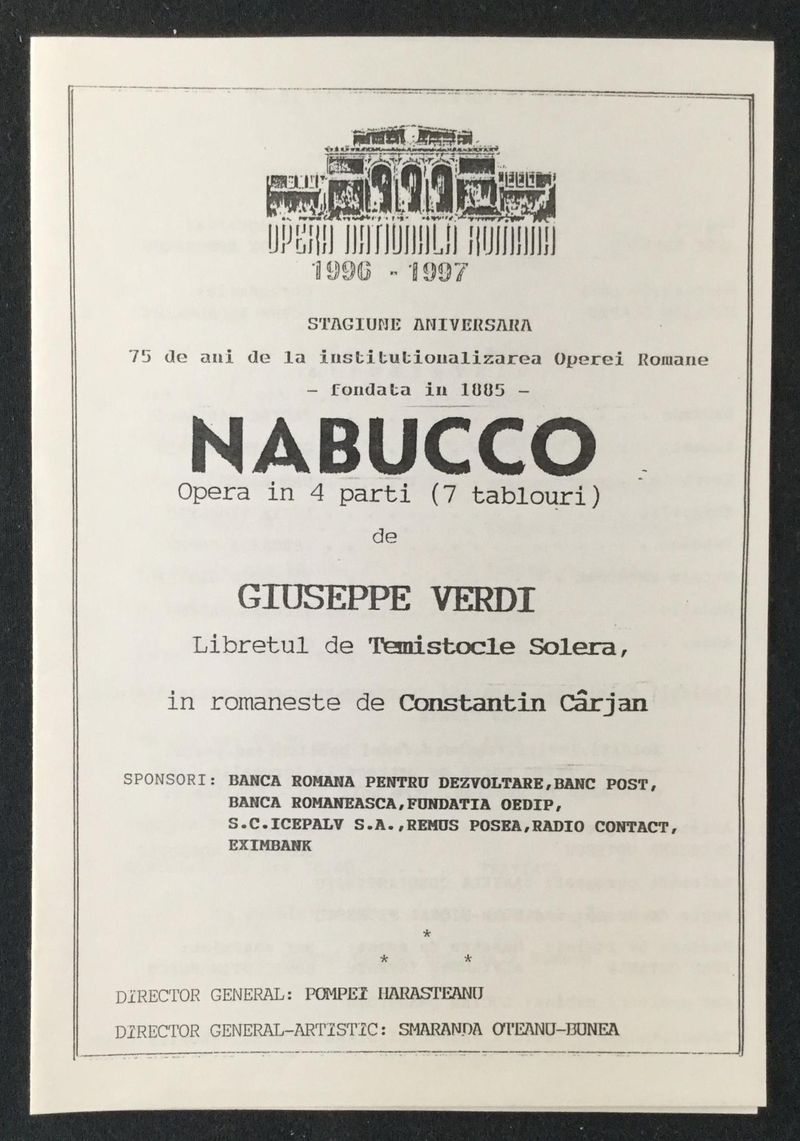 OPERA NATIONALA ROMANA
1996 - 1997
STAGIUNE ANIVERSARA
75 de ani de la institutionalizarea Operei Romane
- fondata in 1885 -
NABUCCO
Opera in 4 parti (7 tablouri)
de
GIUSEPPE VERDI
Libretul de Temistocle Solera,
in romaneste de Constantin Cârjan
SPONSORI: BANCA ROMANA PENTRU DEZVOLTARE,BANC POST,
BANCA ROMANEASCA,FUNDATIA OEDIP,
S.C.ICEPALV S.A.,REMUS POSEA,RADIO CONTACT,
EXIMBANK
*
* *
DIRECTOR GENERAL: POMPEI HARASTEANU
DIRECTOR GENERAL-ARTISTIC: SMARANDA OTEANU-BUNEA